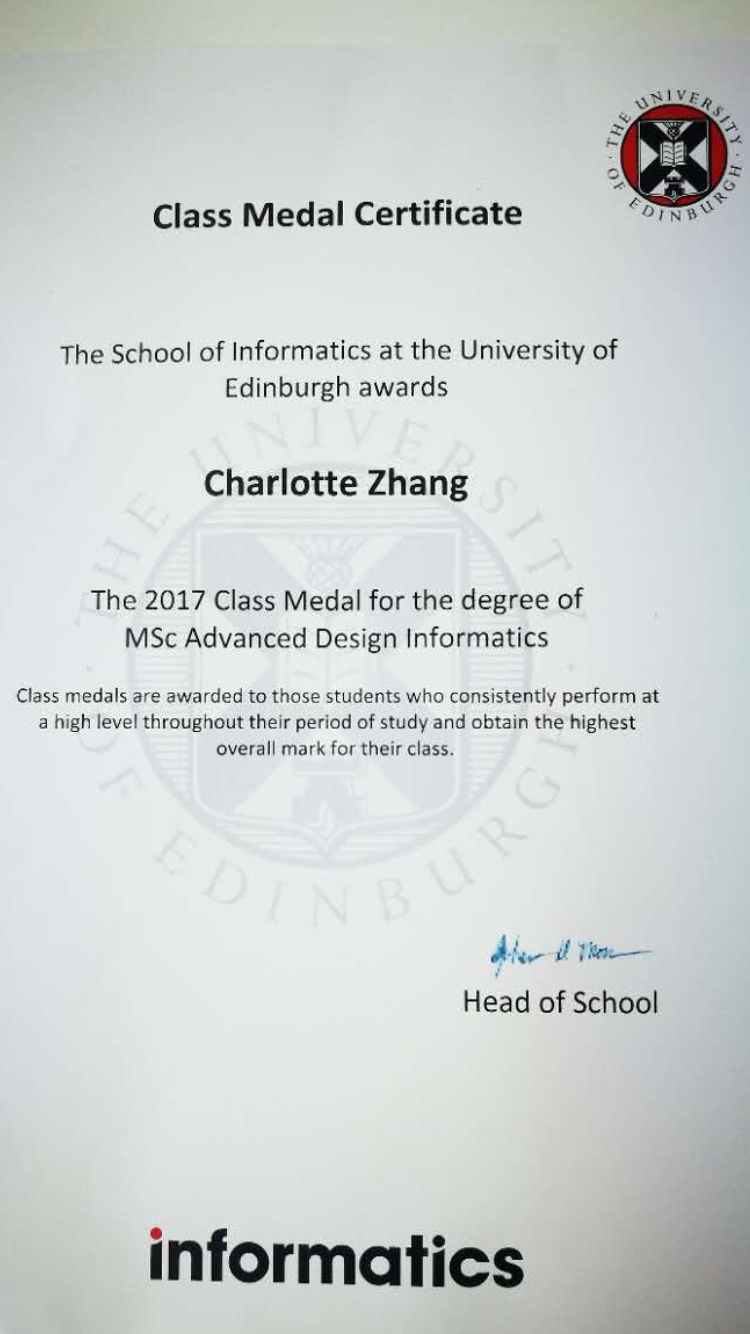 THE UNIVERSITY OF EDINBURGH
Class Medal Certificate
The School of Informatics at the University of
Edinburgh awards
THE UNIVERSITY OF EDINBURGH
Charlotte Zhang
The 2017 Class Medal for the degree of
MSc Advanced Design Informatics
Class medals are awarded to those students who consistently perform at
a high level throughout their period of study and obtain the highest
overall mark for their class.
Head of School
informatics